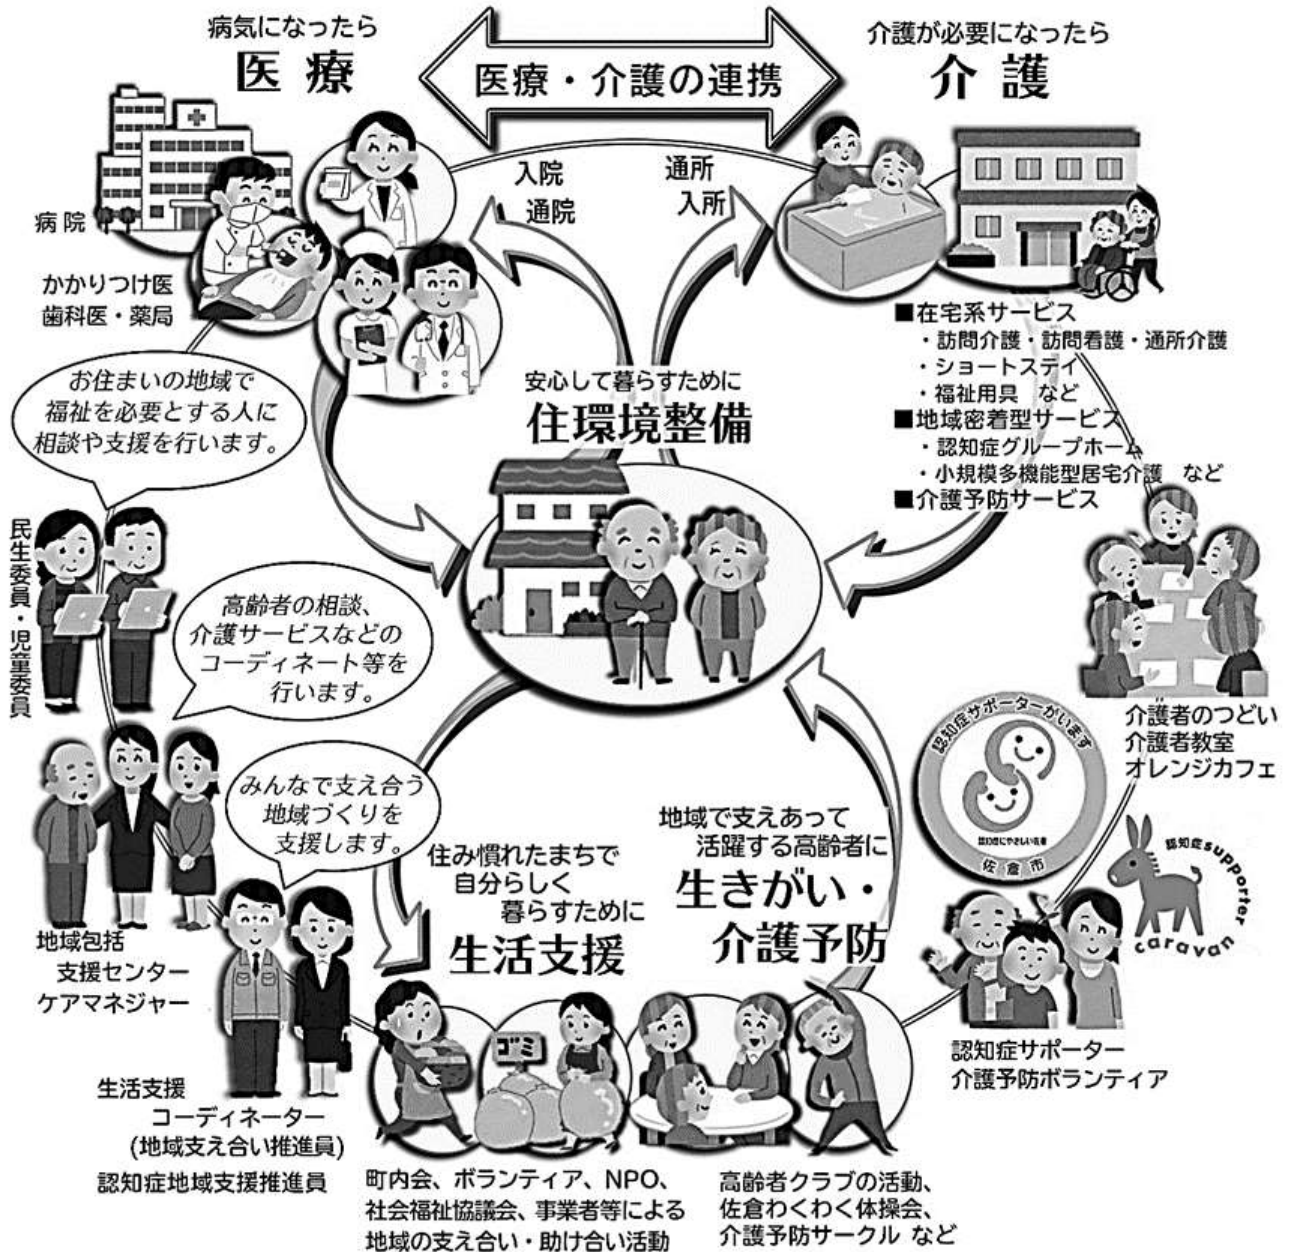 病気になったら
医療
医療・介護の連携
介護が必要になったら
介護
入院
通院
通所
入所
病院
かかりつけ医
歯科医・薬局
■在宅系サービス
・訪問介護・訪問看護・通所介護
・ショートステイ
・福祉用具 など
■地域密着型サービス
・認知症グループホーム
・小規模多機能型居宅介護 など
■介護予防サービス
安心して暮らすために
住環境整備
お住まいの地域で
福祉を必要とする人に
相談や支援を行います。
民生委員・児童委員
高齢者の相談、
介護サービスなどの
コーディネート等を
行います。
みんなで支え合う
地域づくりを
支援します。
地域包括
支援センター
ケアマネジャー
生活支援
コーディネーター
(地域支え合い推進員)
認知症地域支援推進員
住み慣れたまちで
自分らしく
暮らすために
生活支援
ゴミ
町内会、ボランティア、NPO、
社会福祉協議会、事業者等による
地域の支え合い・助け合い活動
地域で支えあって
活躍する高齢者に
生きがい・
介護予防
高齢者クラブの活動、
佐倉わくわく体操会、
介護予防サークル など
介護者のつどい
介護者教室
オレンジカフェ
認知症サポーターがいます
認知症にやさしい佐倉
佐倉市
認知症supporter
caravan
認知症サポーター
介護予防ボランティア